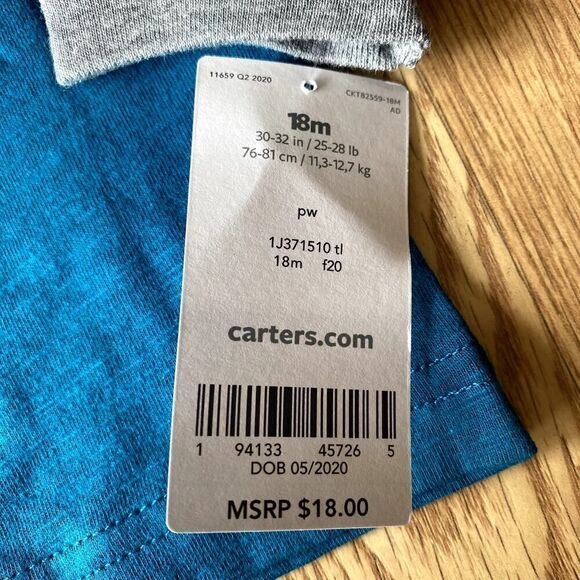 11659 Q2 2020
CKT82559-18M
AD
18m
30-32 in / 25-28 lb
76-81 cm / 11,3-12,7 kg
pw
1J371510 tl
18m f20
carters.com
1 94133 45726 5
DOB 05/2020
MSRP $18.00